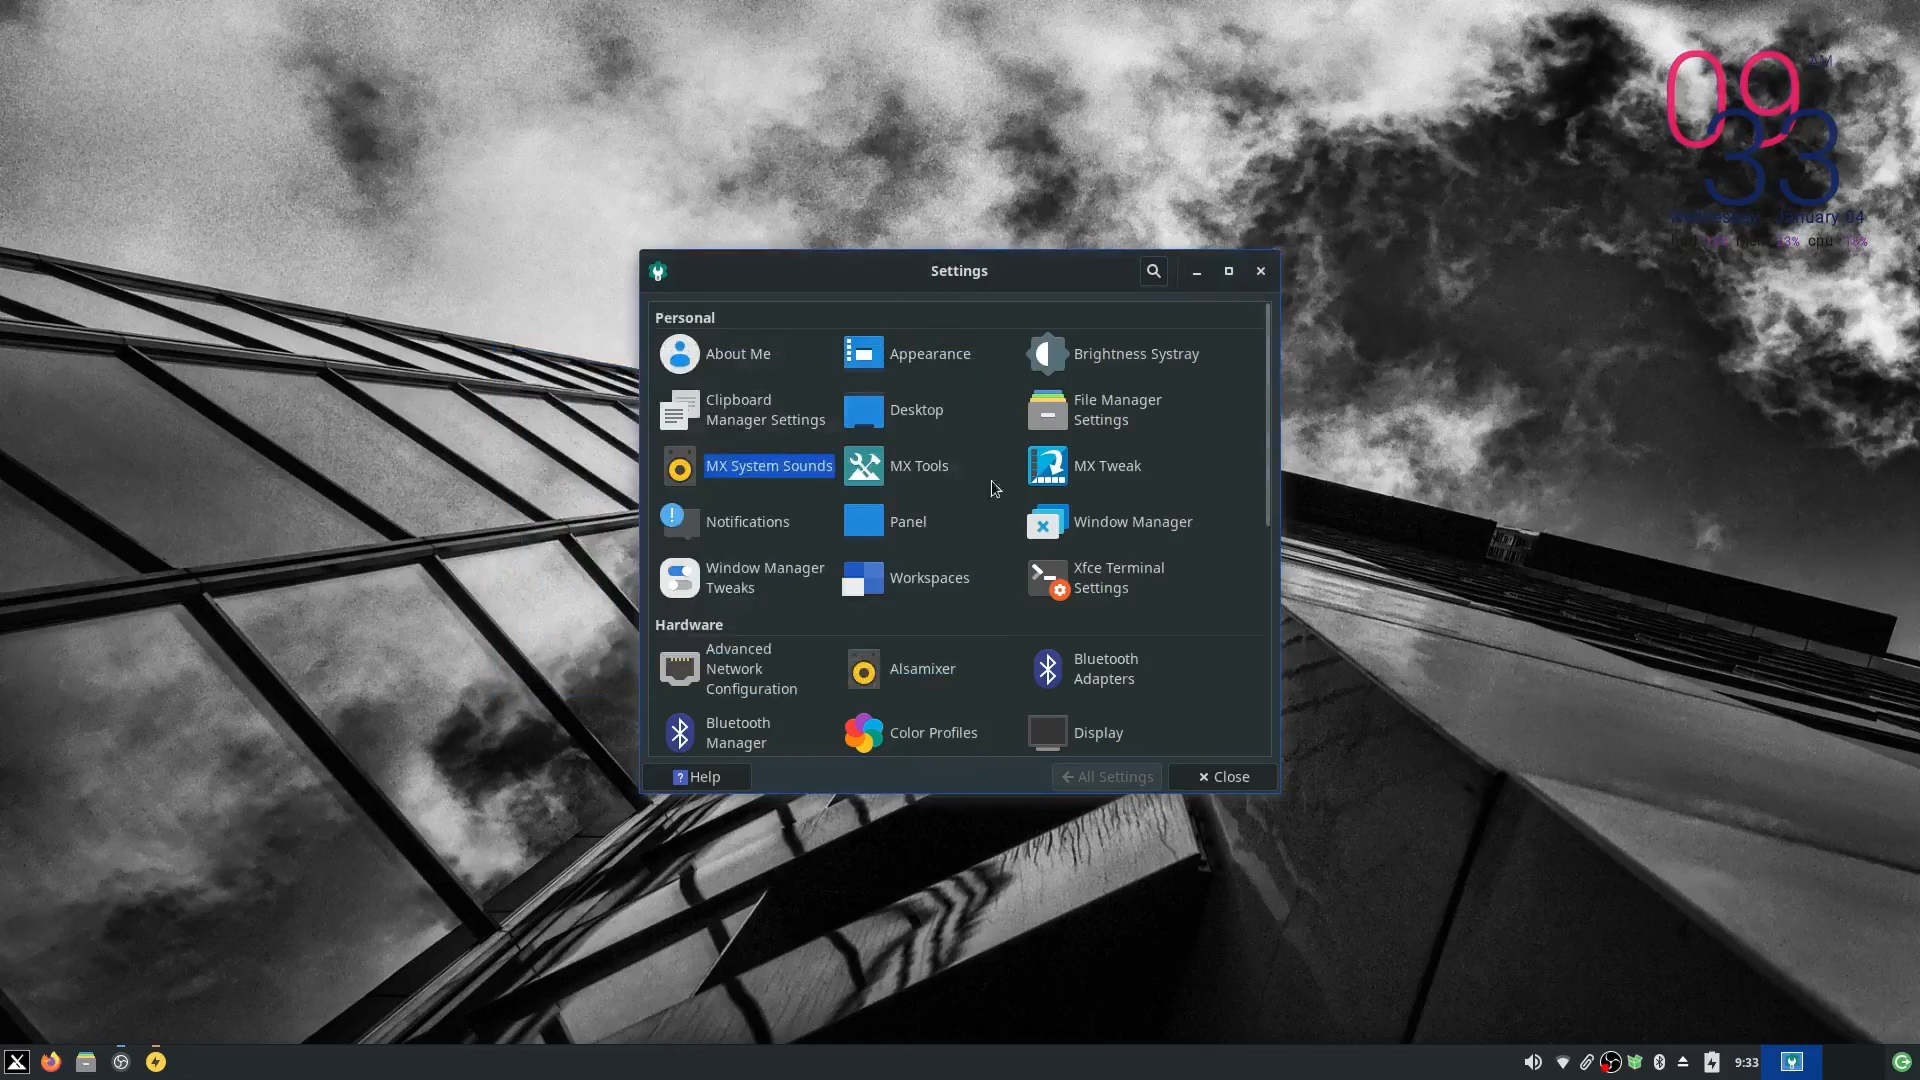 09 AM
33
Wednesday January 04
cpu
Settings
Personal
About Me
Appearance
Brightness Systray
Clipboard
Manager Settings
Desktop
File Manager
Settings
MX System Sounds
MX Tools
MX Tweak
Notifications
Panel
Window Manager
Window Manager
Tweaks
Workspaces
Xfce Terminal
Settings
Hardware
Advanced
Network
Configuration
Alsamixer
Bluetooth
Adapters
Bluetooth
Manager
Color Profiles
Display
? Help
All Settings
Close
9:33